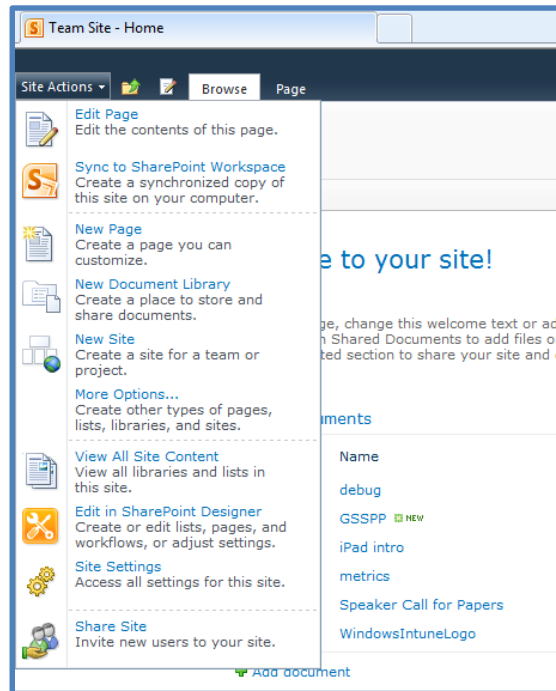 Team Site - Home
Site Actions
Browse
Page
Edit Page
Edit the contents of this page.
Sync to SharePoint Workspace
Create a synchronized copy of
this site on your computer.
New Page
Create a page you can
customize.
New Document Library
Create a place to store and
share documents.
New Site
Create a site for a team or
project.
More Options...
Create other types of pages,
lists, libraries, and sites.
View All Site Content
View all libraries and lists in
this site.
Edit in SharePoint Designer
Create or edit lists, pages, and
workflows, or adjust settings.
Site Settings
Access all settings for this site.
Share Site
Invite new users to your site.
e to your site!
ge, change this welcome text or ad
n Shared Documents to add files o
ted section to share your site and
uments
Name
debug
GSSPP NEW
iPad intro
metrics
Speaker Call for Papers
WindowsIntuneLogo
Add document